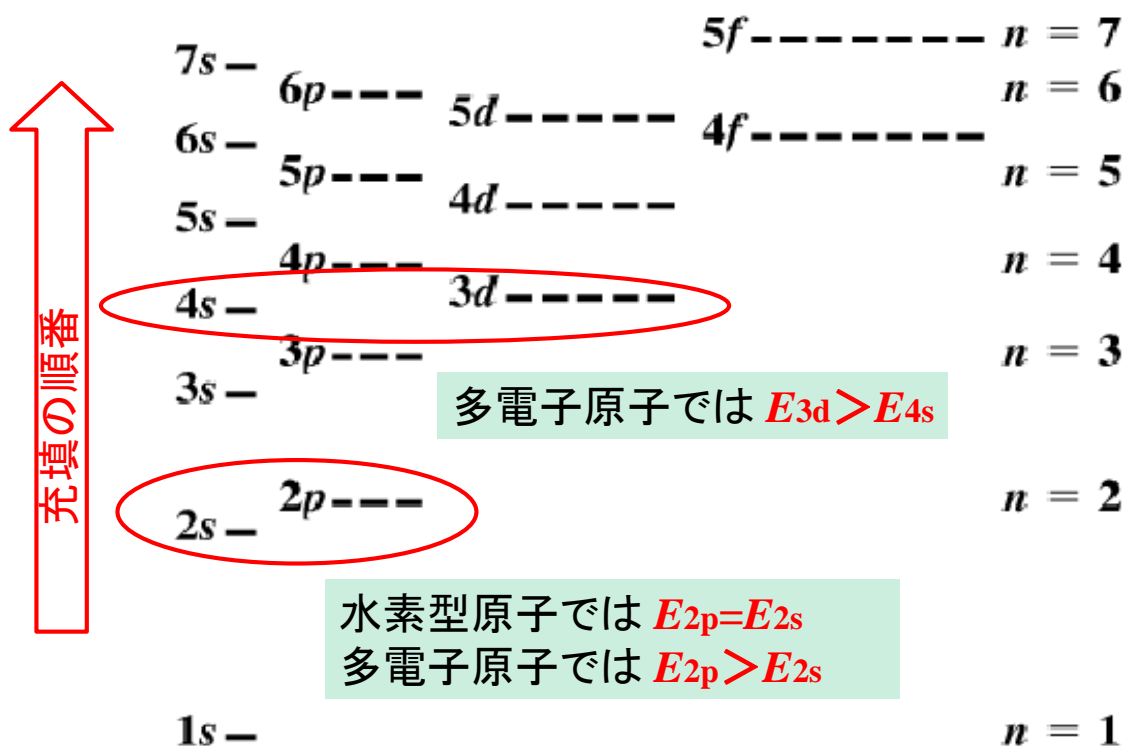 5f n = 7
7s
6p n = 6
5d
6s 4f
5p n = 5
4d
5s
4p n = 4
4s 3d
3p n = 3
3s
多電子原子では E3d＞E4s
充填の順番
2p n = 2
2s
水素型原子では E2p=E2s
多電子原子では E2p＞E2s
1s n = 1